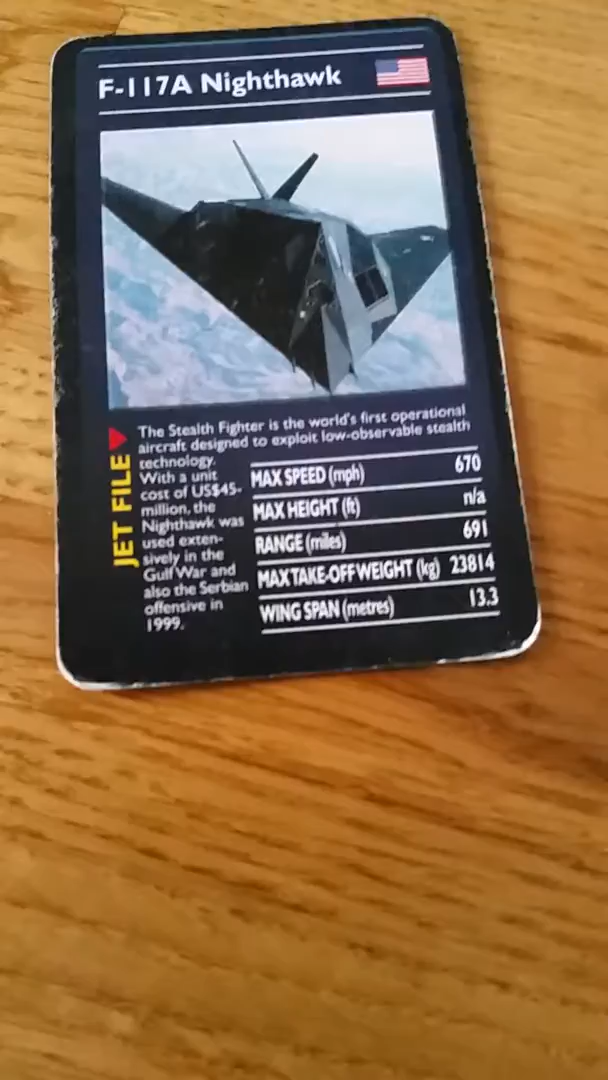 F-117A Nighthawk
JET FILE
The Stealth Fighter is the world's first operational
aircraft designed to exploit low-observable stealth
technology.
With a unit
cost of US$45-
million, the
Nighthawk was
used exten-
sively in the
Gulf War and
also the Serbian
offensive in
1999.
MAX SPEED (mph) 670
MAX HEIGHT (ft) n/a
RANGE (miles) 691
MAX TAKE-OFF WEIGHT (kg) 23814
WING SPAN (metres) 13.3